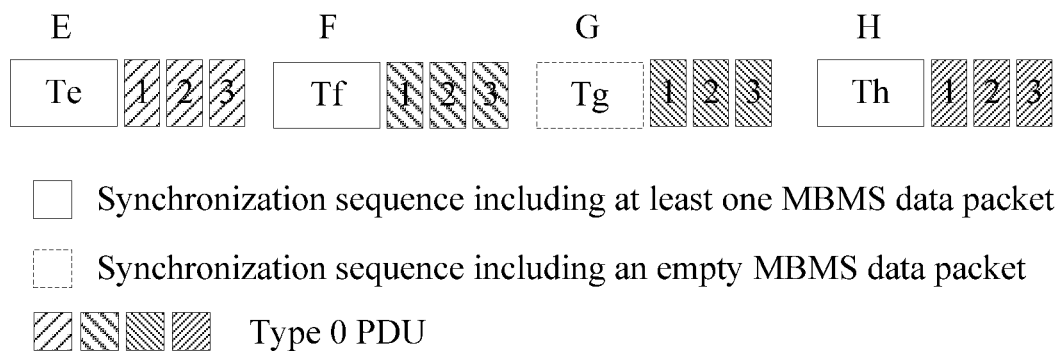 E F G H
Te 1 2 3 Tf 1 2 3 Tg 1 2 3 Th 1 2 3
Synchronization sequence including at least one MBMS data packet
Synchronization sequence including an empty MBMS data packet
Type 0 PDU